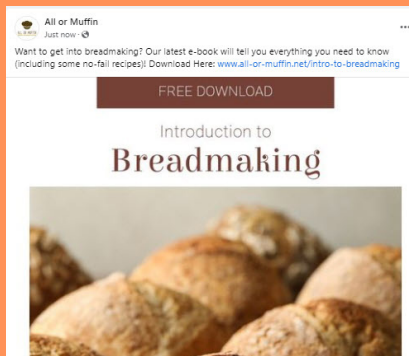 All or Muffin
Just now
Want to get into breadmaking? Our latest e-book will tell you everything you need to know
(including some no-fail recipes)! Download Here: www.all-or-muffin.net/intro-to-breadmaking
FREE DOWNLOAD
Introduction to
Breadmaking